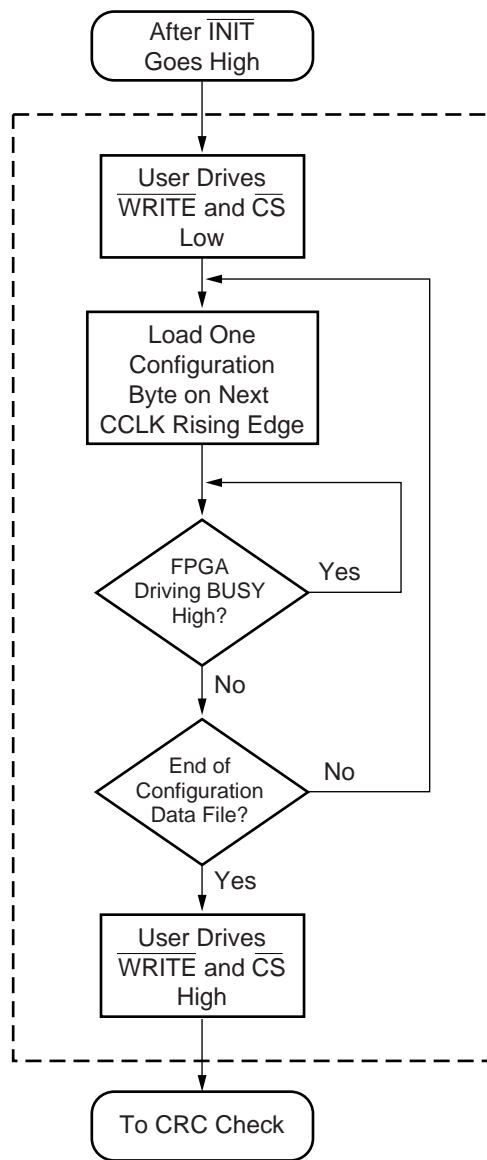 After INIT
Goes High
User Drives
WRITE and CS
Low
Load One
Configuration
Byte on Next
CCLK Rising Edge
FPGA
Driving BUSY
High?
Yes
No
End of
Configuration
Data File?
No
Yes
User Drives
WRITE and CS
High
To CRC Check